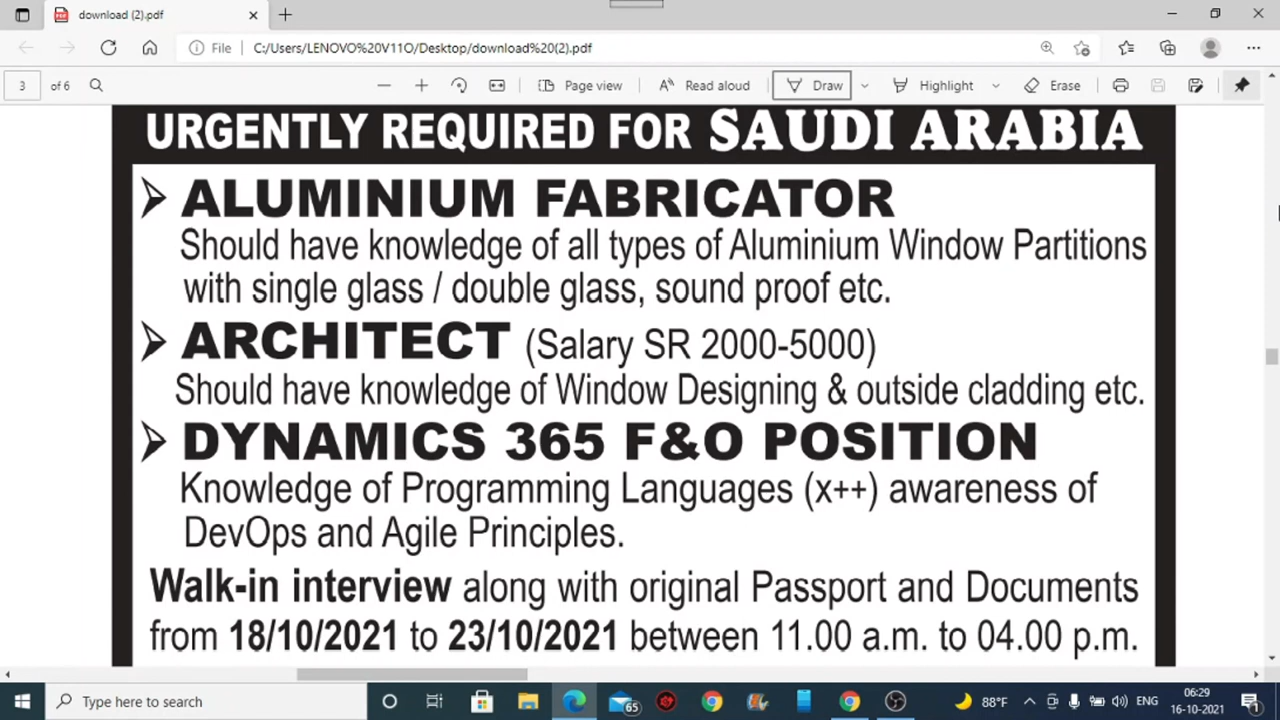 download (2).pdf
File C:/Users/LENOVO%20V11O/Desktop/download%20(2).pdf
3 of 6 Page view Read aloud Draw Highlight Erase
URGENTLY REQUIRED FOR SAUDI ARABIA
ALUMINIUM FABRICATOR
Should have knowledge of all types of Aluminium Window Partitions
with single glass / double glass, sound proof etc.
ARCHITECT (Salary SR 2000-5000)
Should have knowledge of Window Designing & outside cladding etc.
DYNAMICS 365 F&O POSITION
Knowledge of Programming Languages (x++) awareness of
DevOps and Agile Principles.
Walk-in interview along with original Passport and Documents
from 18/10/2021 to 23/10/2021 between 11.00 a.m. to 04.00 p.m.
Type here to search 65 88°F ENG 06:29
16-10-2021 1